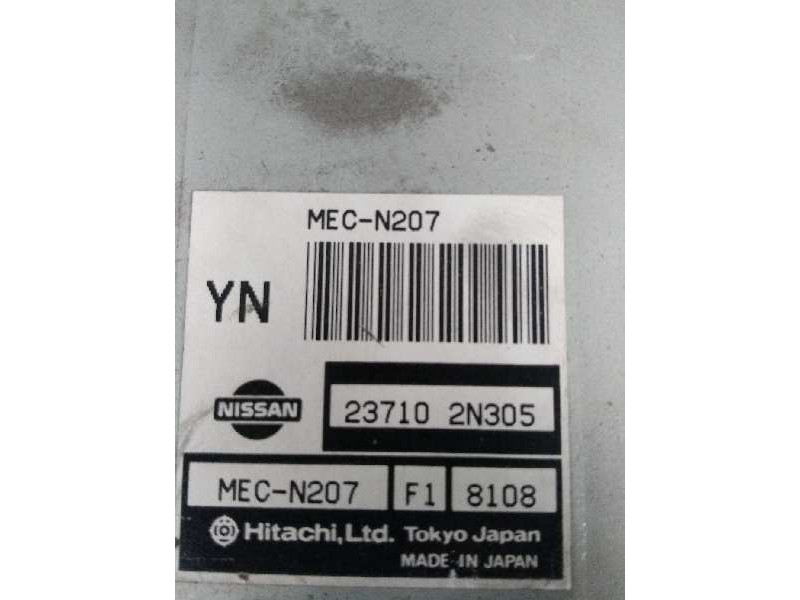 MEC-N207
YN
NISSAN
23710 2N305
MEC-N207 F1 8108
Hitachi, Ltd. Tokyo Japan
MADE IN JAPAN